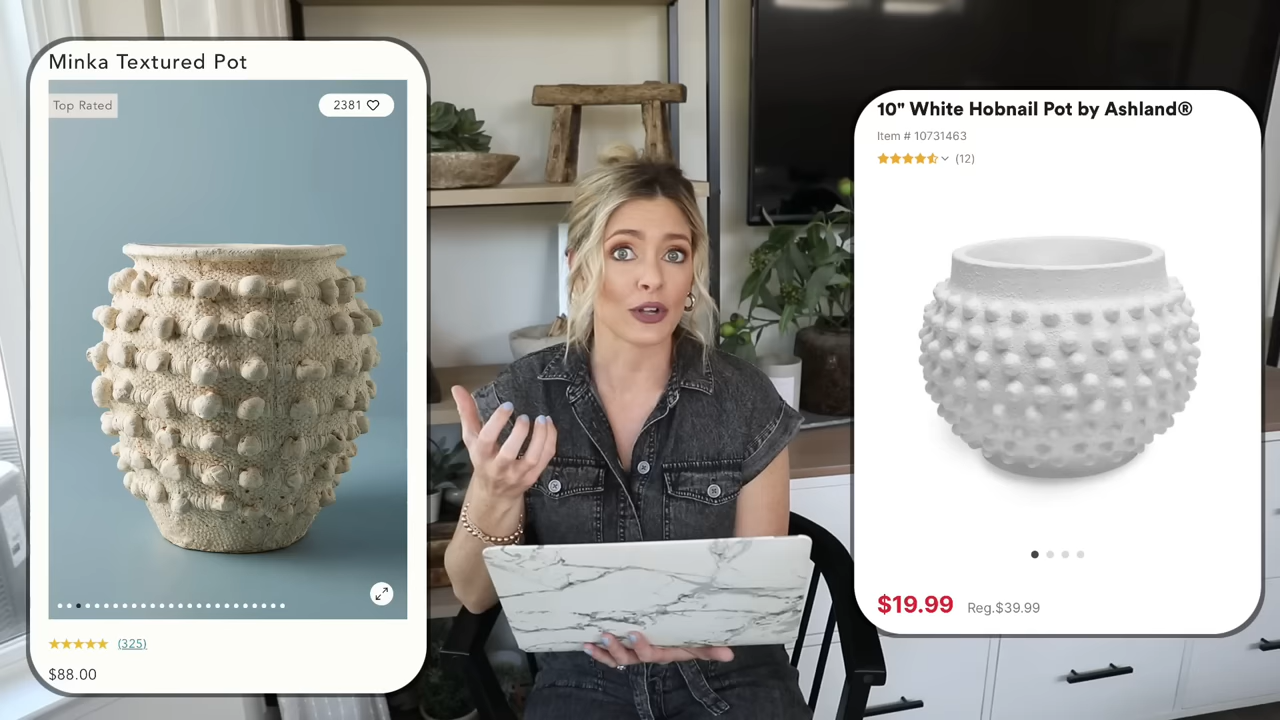 Minka Textured Pot
Top Rated
2381
(325)
$88.00
10" White Hobnail Pot by Ashland®
Item # 10731463
(12)
$19.99 Reg.$39.99